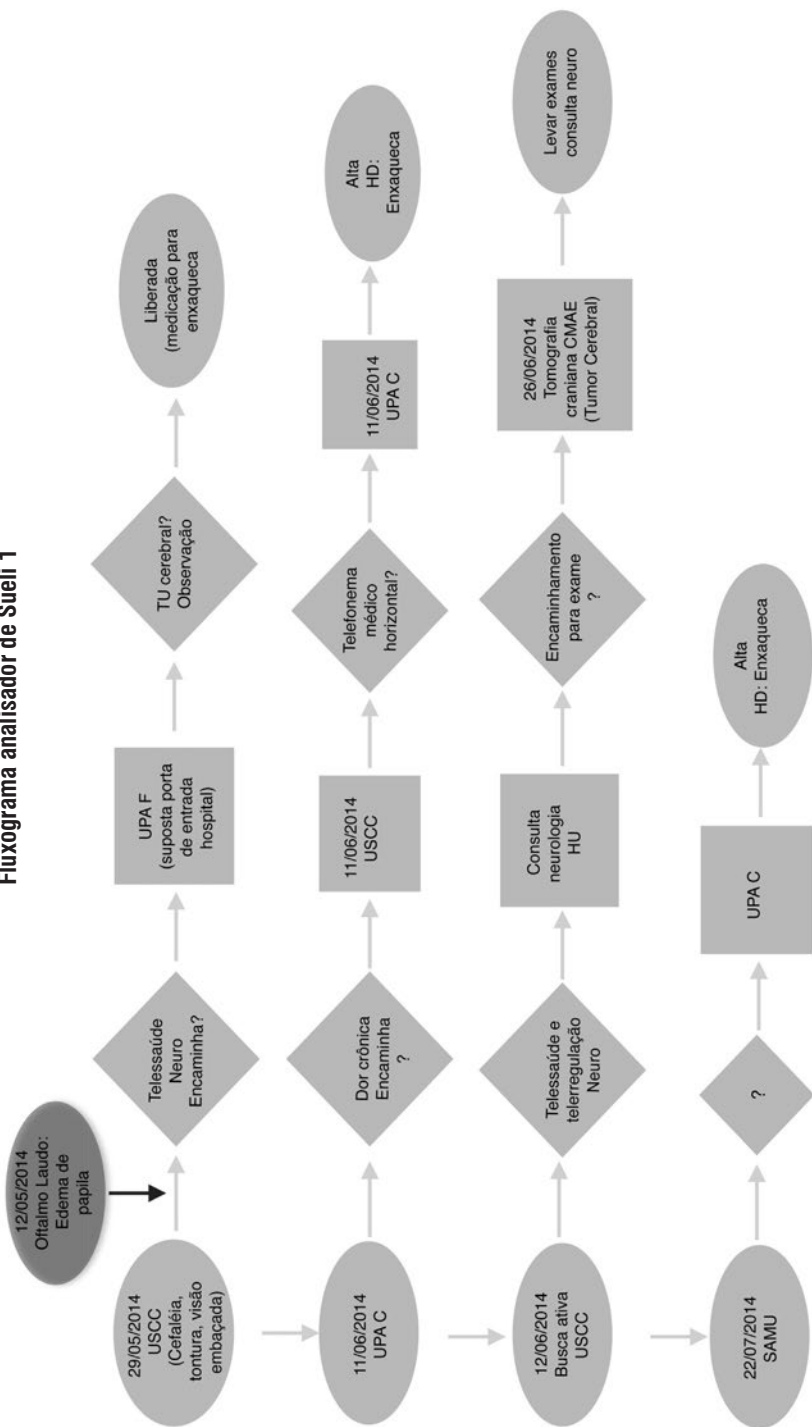 Fluxograma analisador de Sueli 1
12/05/2014
Oftalmo Laudo:
Edema de
papila
29/05/2014
USCC
(Cefaléia,
tontura, visão
embaçada)
Telessaúde
Neuro
Encaminha?
UPA F
(suposta porta
de entrada
hospital)
TU cerebral?
Observação
Liberada
(medicação para
enxaqueca
11/06/2014
UPA C
Dor crônica
Encaminha
?
11/06/2014
USCC
Telefonema
médico
horizontal?
11/06/2014
UPA C
Alta
HD:
Enxaqueca
12/06/2014
Busca ativa
USCC
Telessaúde e
telerregulação
Neuro
Consulta
neurologia
HU
Encaminhamento
para exame
?
26/06/2014
Tomografia
craniana CMAE
(Tumor Cerebral)
Levar exames
consulta neuro
22/07/2014
SAMU
?
UPA C
Alta
HD: Enxaqueca